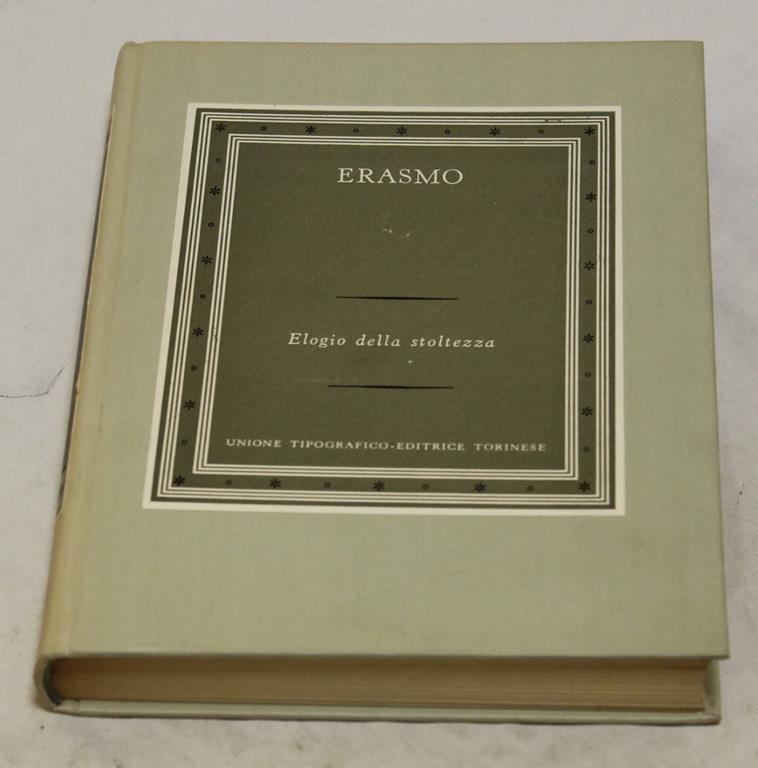 ERASMO
Elogio della stoltezza
UNIONE TIPOGRAFICO-EDITRICE TORINESE